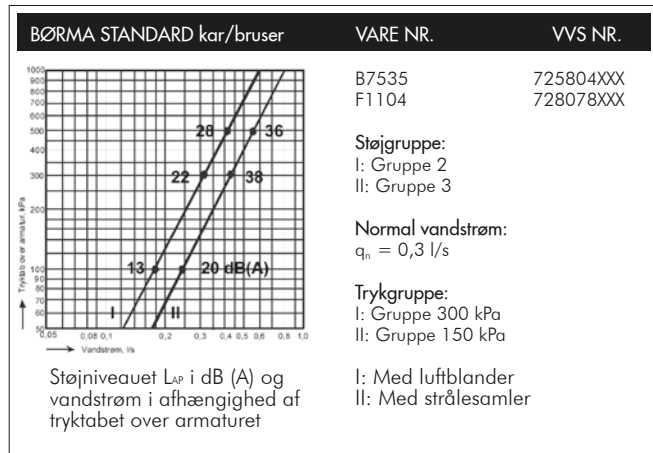 BØRMA STANDARD kar/bruser
VARE NR.
VVS NR.
1000
900
800
700
600
500
400
300
200
100
90
80
70
60
50
Tryktab over armatur, kPa
28
36
22
38
13
20 dB(A)
I
II
0,05
0,08
0,1
0,2
0,3
0,4
0,5
0,6
0,8
1,0
Vandstrøm, l/s
Støjniveauet LAP i dB (A) og
vandstrøm i afhængighed af
tryktabet over armaturet
B7535 725804XXX
F1104 728078XXX
Støjgruppe:
I: Gruppe 2
II: Gruppe 3
Normal vandstrøm:
qn = 0,3 l/s
Trykgruppe:
I: Gruppe 300 kPa
II: Gruppe 150 kPa
I: Med luftblander
II: Med strålesamler